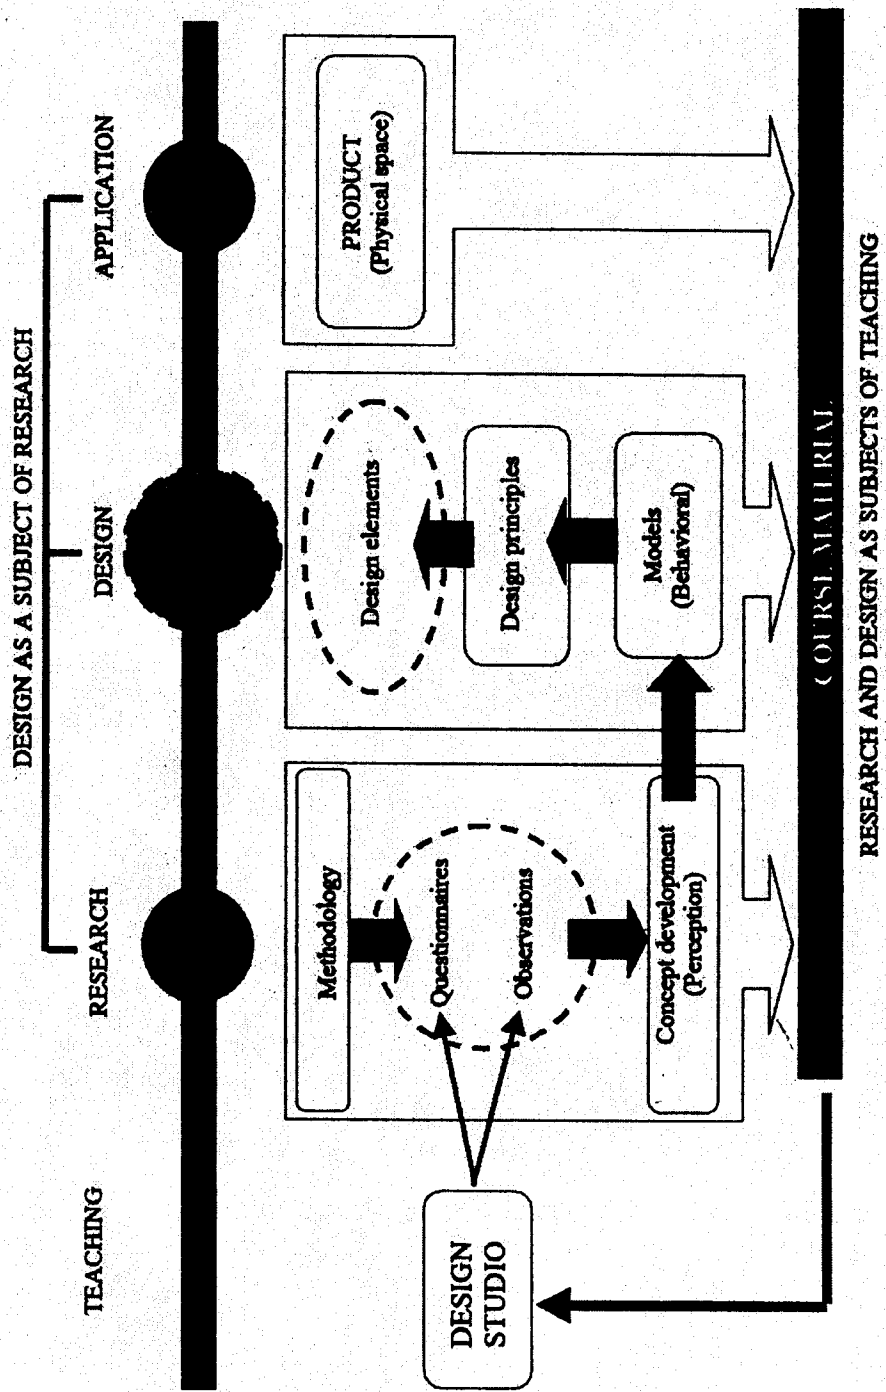 DESIGN AS A SUBJECT OF RESEARCH
TEACHING
RESEARCH
DESIGN
APPLICATION
Methodology
Questionnaires
Observations
Concept development
(Perception)
Design elements
Design principles
Models
(Behavioral)
PRODUCT
(Physical space)
DESIGN
STUDIO
COURSE MATERIAL
RESEARCH AND DESIGN AS SUBJECTS OF TEACHING